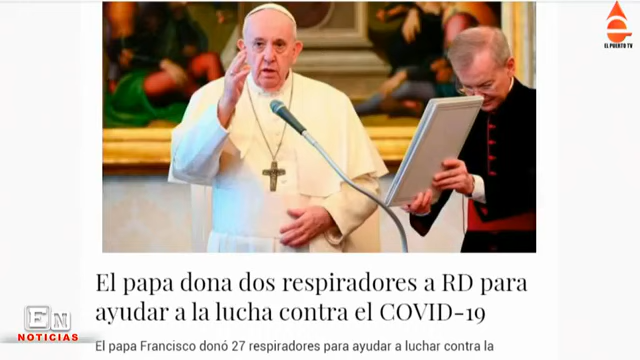 EL PUERTO TV
El papa dona dos respiradores a RD para
ayudar a la lucha contra el COVID-19
El papa Francisco donó 27 respiradores para ayudar a luchar contra la
EN
NOTICIAS